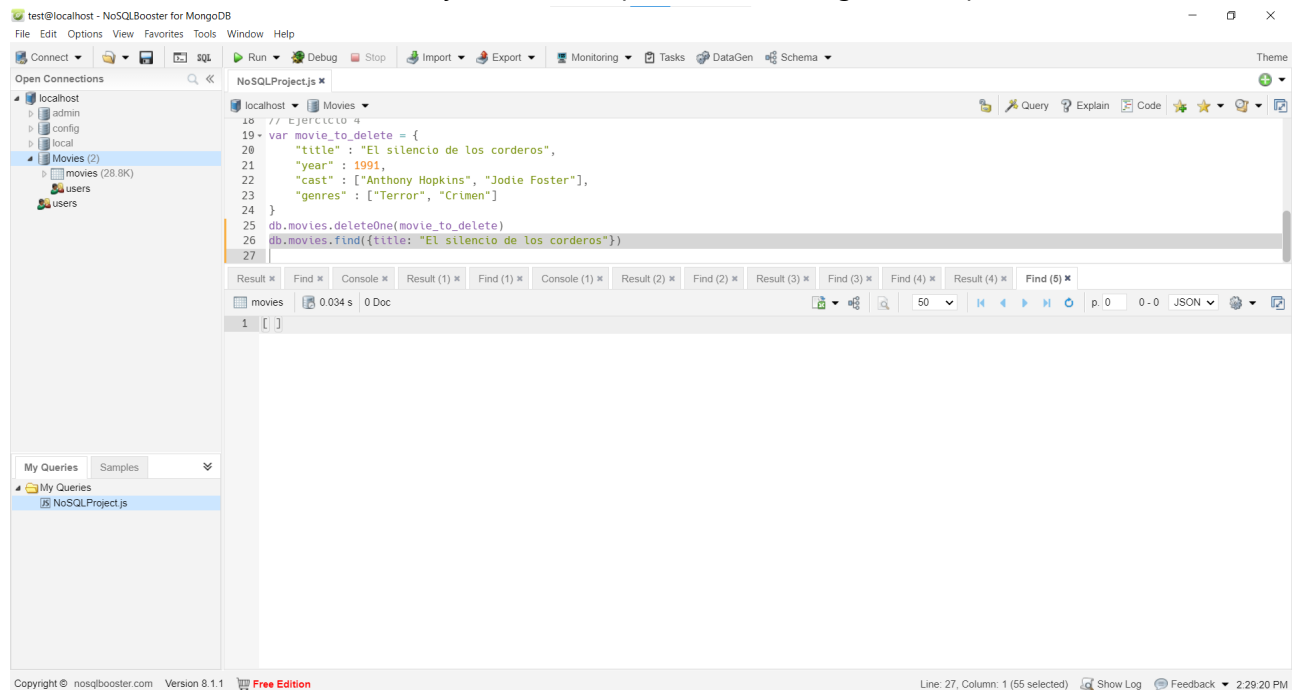 test@localhost - NoSQLBooster for MongoDB
File Edit Options View Favorites Tools Window Help
Connect SQL Run Debug Stop Import Export Monitoring Tasks DataGen Schema Theme
Open Connections NoSQLProject.js
localhost Movies Query Explain Code
localhost
admin
config
local
Movies (2)
movies (28.8K)
users
users
18 // Ejercicio 4
19 var movie_to_delete = {
20 "title" : "El silencio de los corderos",
21 "year" : 1991,
22 "cast" : ["Anthony Hopkins", "Jodie Foster"],
23 "genres" : ["Terror", "Crimen"]
24 }
25 db.movies.deleteOne(movie_to_delete)
26 db.movies.find({title: "El silencio de los corderos"})
27
Result Find Console Result (1) Find (1) Console (1) Result (2) Find (2) Result (3) Find (3) Find (4) Result (4) Find (5)
movies 0.034 s 0 Doc 50 p. 0 0 - 0 JSON
1 [ ]
My Queries Samples
My Queries
JS NoSQLProject.js
Copyright © nosqlbooster.com Version 8.1.1 Free Edition Line: 27, Column: 1 (55 selected) Show Log Feedback 2:29:20 PM